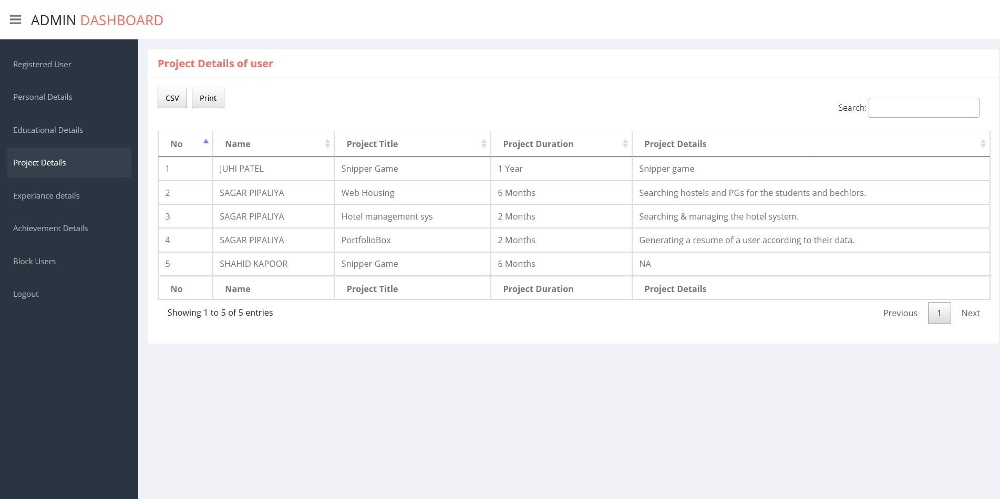 ADMIN DASHBOARD
Registered User
Personal Details
Educational Details
Project Details
Experiance details
Achievement Details
Block Users
Logout
Project Details of user
CSV Print
Search:
No Name Project Title Project Duration Project Details
1 JUHI PATEL Snipper Game 1 Year Snipper game
2 SAGAR PIPALIYA Web Housing 6 Months Searching hostels and PGs for the students and bechlors.
3 SAGAR PIPALIYA Hotel management sys 2 Months Searching & managing the hotel system.
4 SAGAR PIPALIYA PortfolioBox 2 Months Generating a resume of a user according to their data.
5 SHAHID KAPOOR Snipper Game 6 Months NA
No Name Project Title Project Duration Project Details
Showing 1 to 5 of 5 entries
Previous 1 Next